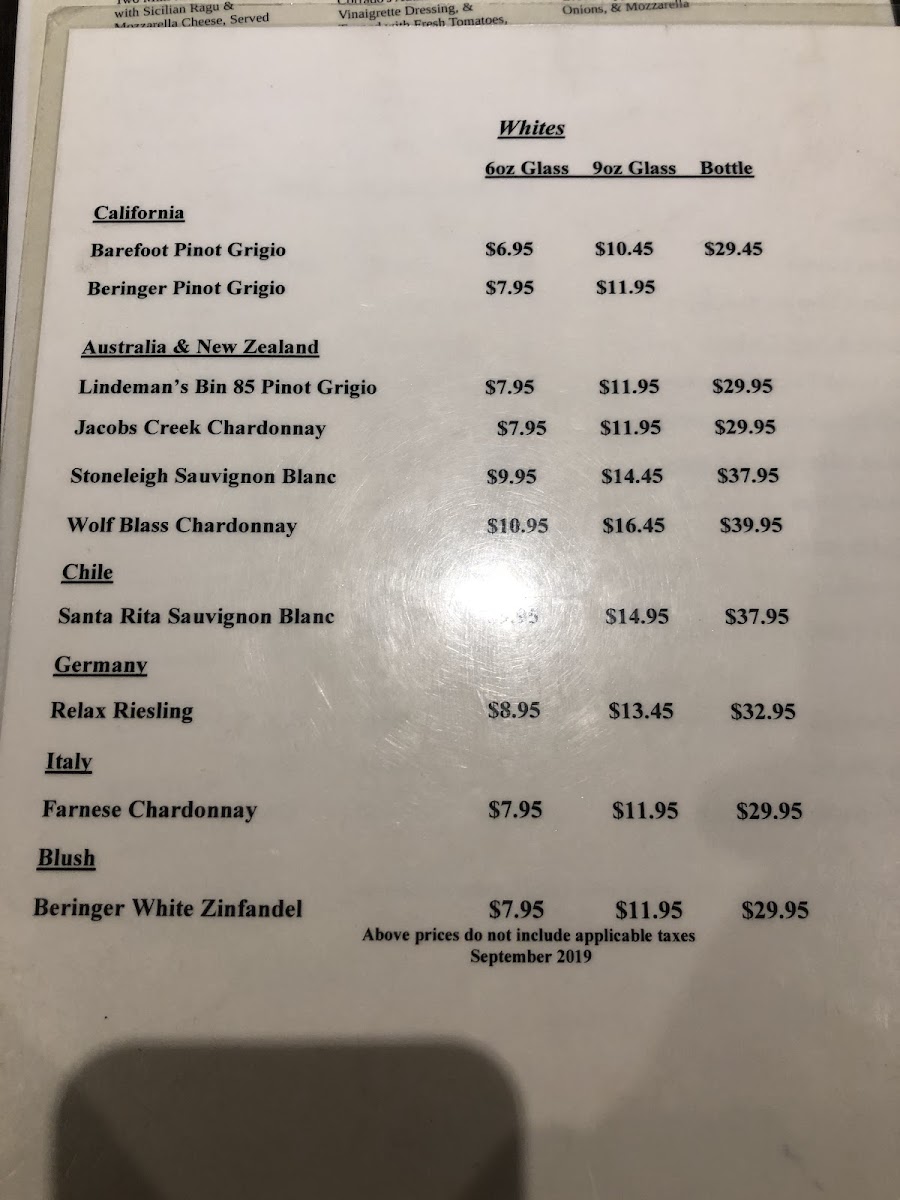 with Sicilian Ragu &
Mozzarella Cheese, Served
Vinaigrette Dressing, &
with Fresh Tomatoes,
Onions, & Mozzarella
Whites
6oz Glass 9oz Glass Bottle
California
Barefoot Pinot Grigio $6.95 $10.45 $29.45
Beringer Pinot Grigio $7.95 $11.95
Australia & New Zealand
Lindeman's Bin 85 Pinot Grigio $7.95 $11.95 $29.95
Jacobs Creek Chardonnay $7.95 $11.95 $29.95
Stoneleigh Sauvignon Blanc $9.95 $14.45 $37.95
Wolf Blass Chardonnay $10.95 $16.45 $39.95
Chile
Santa Rita Sauvignon Blanc $14.95 $37.95
Germany
Relax Riesling $8.95 $13.45 $32.95
Italy
Farnese Chardonnay $7.95 $11.95 $29.95
Blush
Beringer White Zinfandel $7.95 $11.95 $29.95
Above prices do not include applicable taxes
September 2019